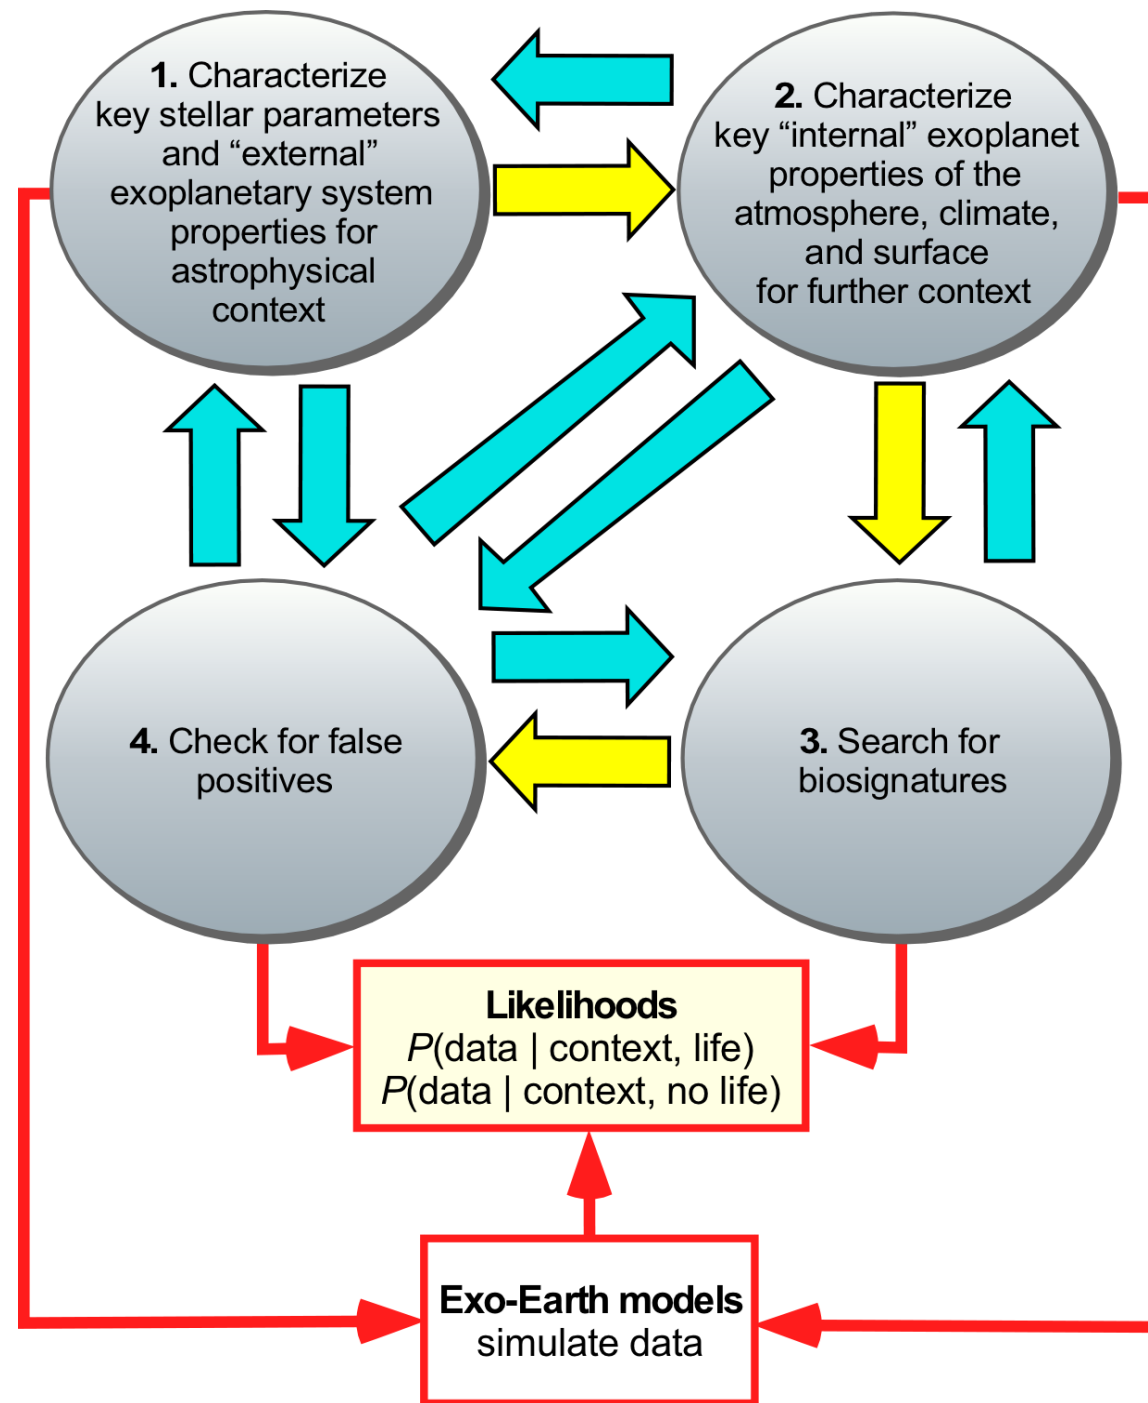 1. Characterize
key stellar parameters
and “external”
exoplanetary system
properties for
astrophysical
context
2. Characterize
key “internal” exoplanet
properties of the
atmosphere, climate,
and surface
for further context
4. Check for false
positives
3. Search for
biosignatures
Likelihoods
P(data | context, life)
P(data | context, no life)
Exo-Earth models
simulate data